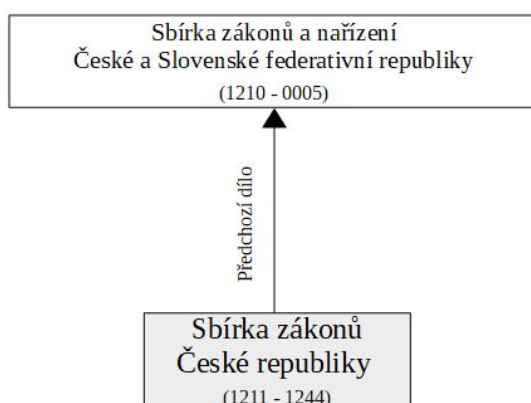 Sbírka zákonů a nařízení
České a Slovenské federativní republiky
(1210 - 0005)
Předchozí dílo
Sbírka zákonů
České republiky
(1211 - 1244)